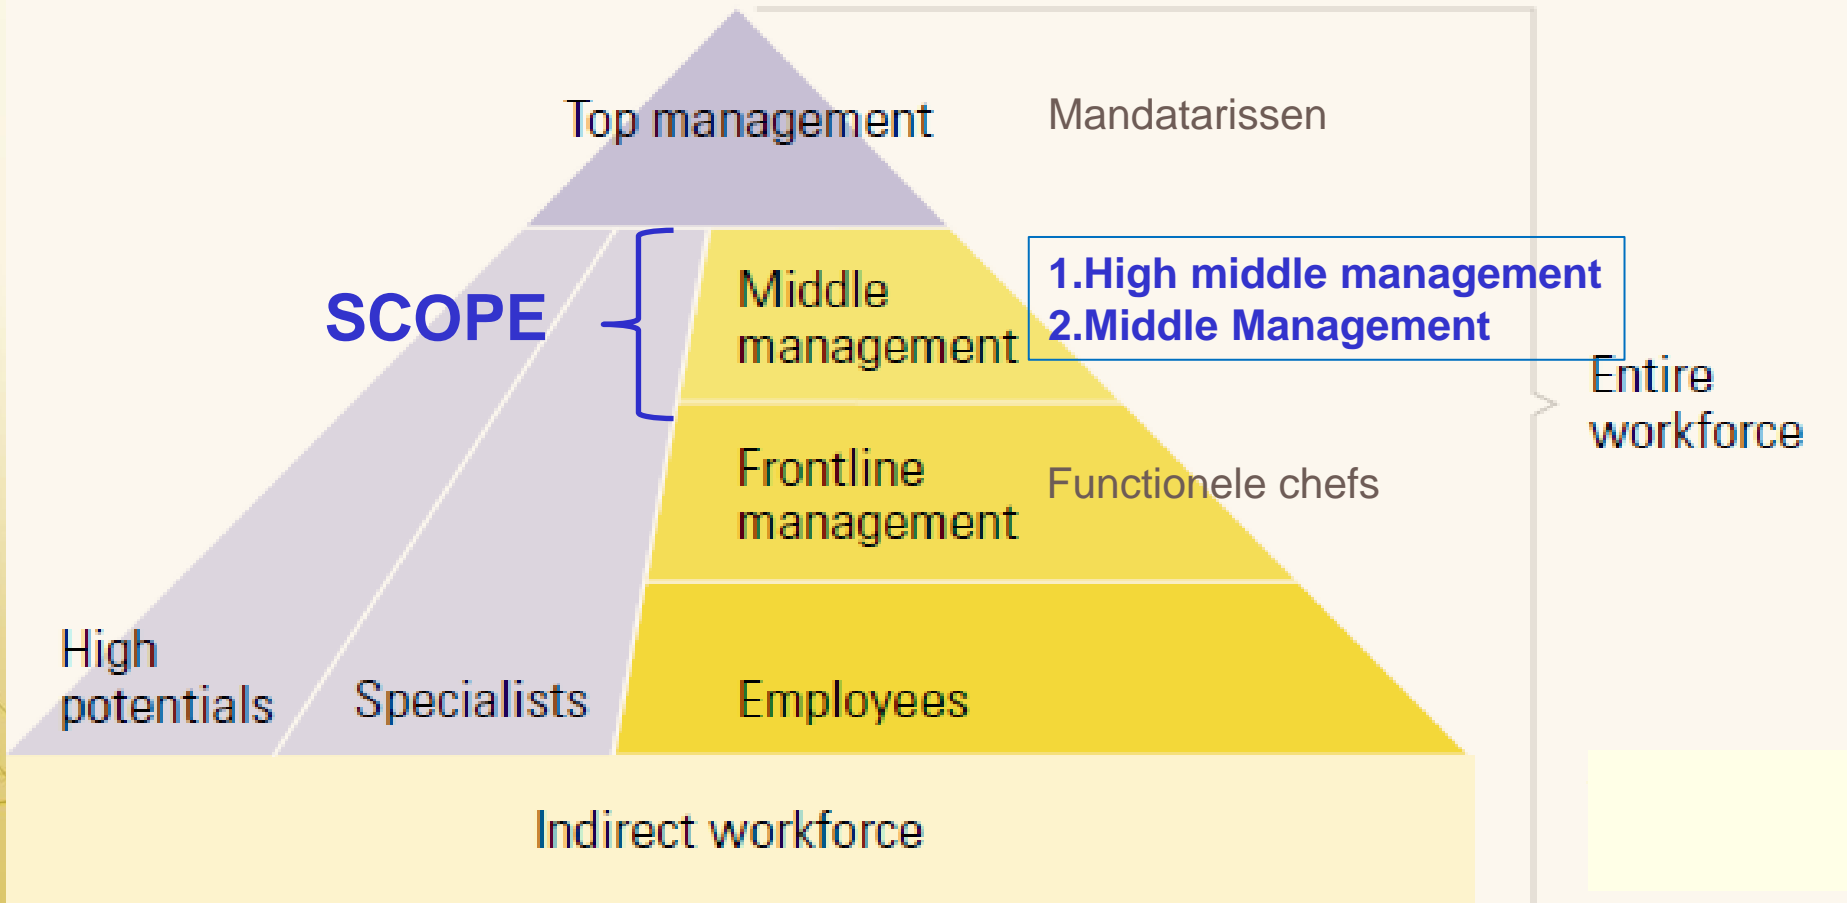 Top management
Mandatarissen
SCOPE
Middle
management
1.High middle management
2.Middle Management
Entire
workforce
Frontline
management
Functionele chefs
High
potentials
Specialists
Employees
Indirect workforce